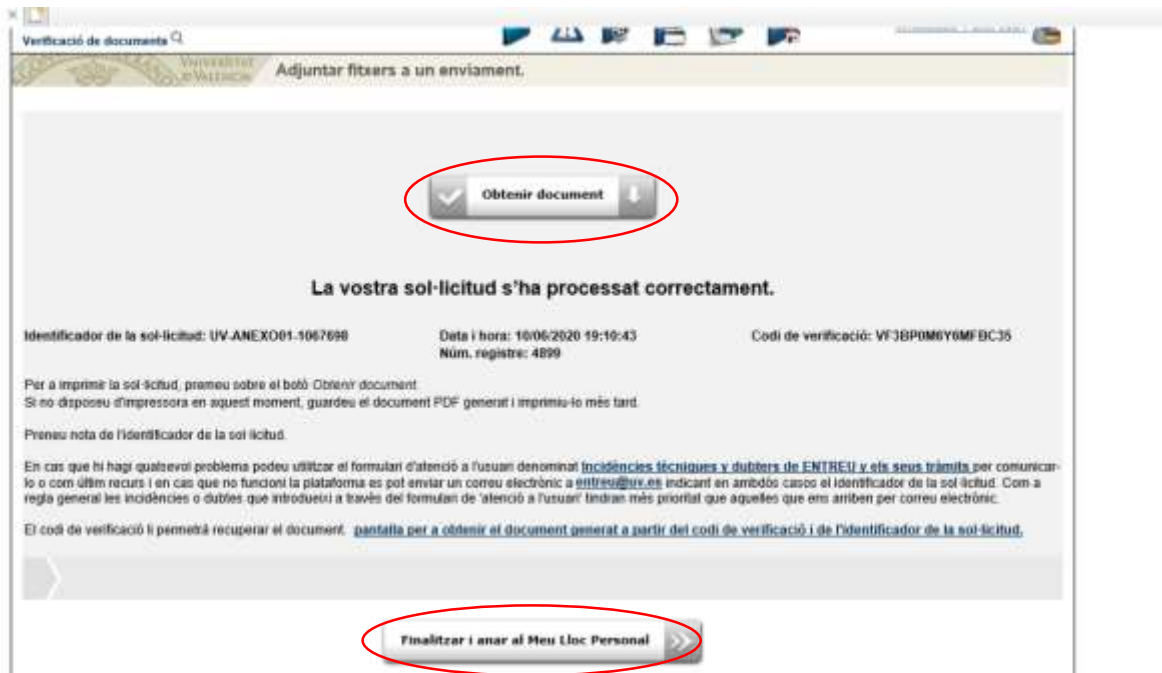 Verificació de documents
VNIVERSITAT
D VALÈNCIA
Adjuntar fitxers a un enviament.
Obtenir document
La vostra sol·licitud s'ha processat correctament.
Identificador de la sol·licitud: UV-ANEXO01-1067698 Data i hora: 10/06/2020 19:10:43 Codi de verificació: VF3BP0M6Y6MFBC35
Núm. registre: 4899
Per a imprimir la sol·licitud, premeu sobre el botó Obtenir document.
Si no disposeu d'impressora en aquest moment, guardeu el document PDF generat i imprimiu-lo més tard.
Preneu nota de l'identificador de la sol·licitud.
En cas que hi hagi qualsevol problema podeu utilitzar el formulari d'atenció a l'usuari denominat Incidències tècniques y dubters de ENTREU y els seus tràmits per comunicar-
lo o com últim recurs i en cas que no funcioni la plataforma es pot enviar un correu electrònic a entreu@uv.es indicant en ambdós casos el identificador de la sol·licitud. Com a
regla general les incidències o dubtes que introdueixi a través del formulari de 'atenció a l'usuari' tindran més prioritat que aquelles que ens arriben per correu electrònic.
El codi de verificació li permetrà recuperar el document. pantalla per a obtenir el document generat a partir del codi de verificació i de l'identificador de la sol·licitud.
Finalitzar i anar al Meu Lloc Personal